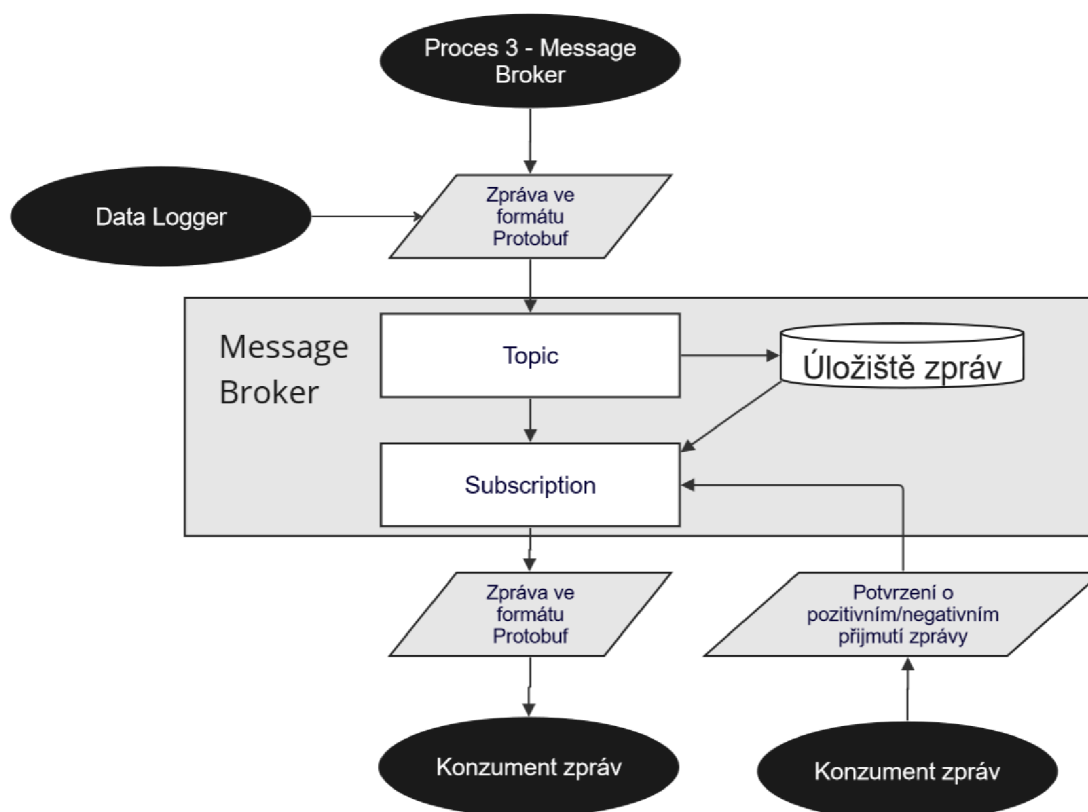 Proces 3 - Message
Broker
Data Logger
Zpráva ve
formátu
Protobuf
Message
Broker
Topic
Úložiště zpráv
Subscription
Zpráva ve
formátu
Protobuf
Potvrzení o
pozitivním/negativním
přijmutí zprávy
Konzument zpráv
Konzument zpráv